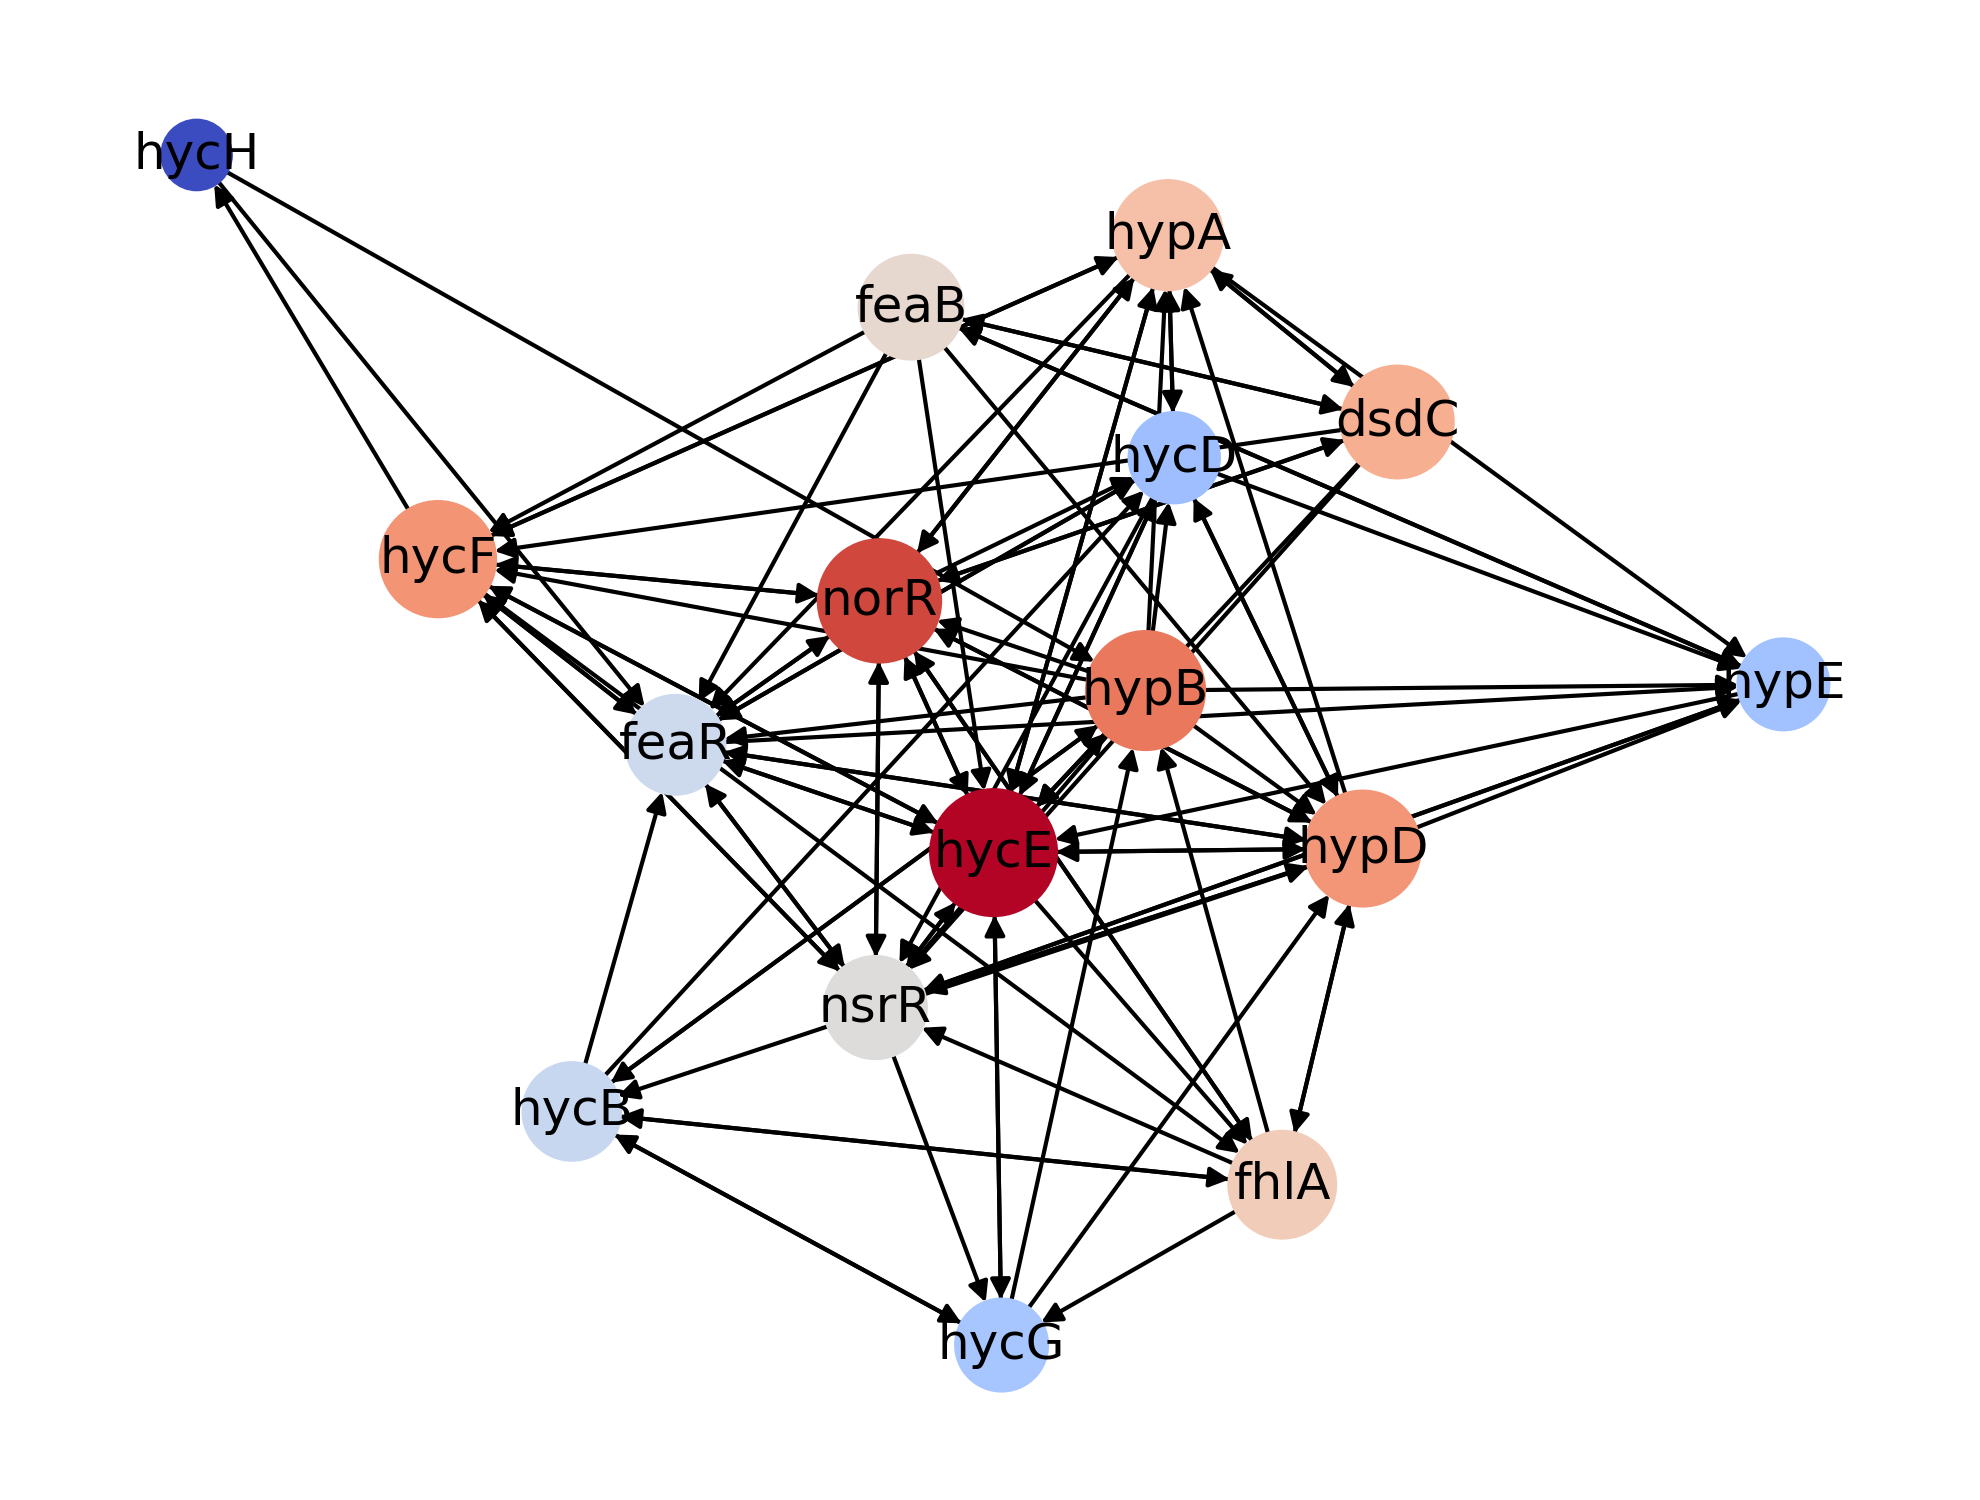 hycH
hypA
feaB
dsdC
hycD
hycF
norR
hypB
hypE
feaR
hycE
hypD
nsrR
hycB
fhlA
hycG